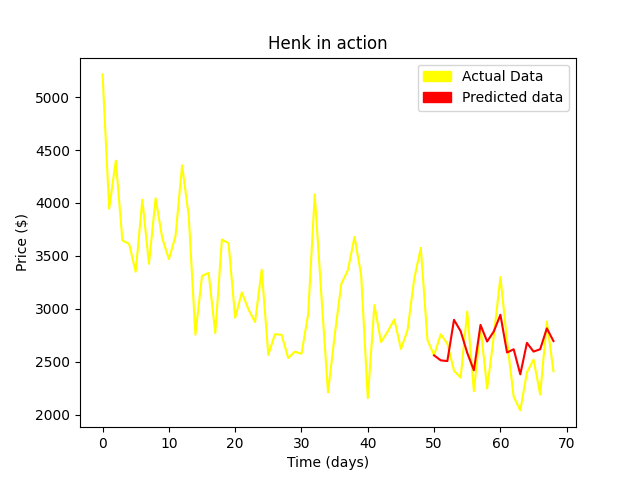 Henk in action
Actual Data
Predicted data
Price ($)
5000
4500
4000
3500
3000
2500
2000
0 10 20 30 40 50 60 70
Time (days)